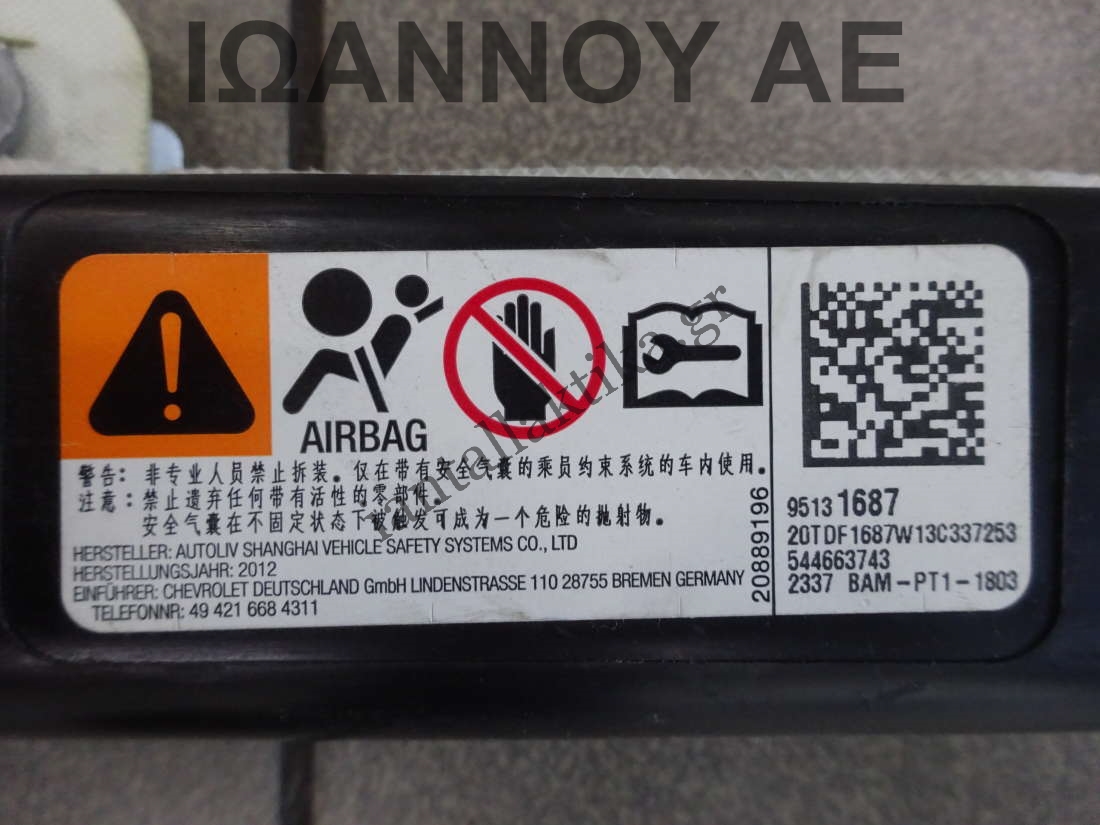 ΙΩΑΝΝΟΥ ΑΕ
AIRBAG
警告: 非专业人员禁止拆装。仅在带有安全气囊的乘员约束系统的车内使用。
注意: 禁止遗弃任何带有活性的零部件。
安全气囊在不固定状态下被触发可成为一个危险的抛射物。
HERSTELLER: AUTOLIV SHANGHAI VEHICLE SAFETY SYSTEMS CO., LTD
HERSTELLUNGSJAHR: 2012
EINFÜHRER: CHEVROLET DEUTSCHLAND GmbH LINDENSTRASSE 110 28755 BREMEN GERMANY
TELEFONNR: 49 421 668 4311
20889196
9513 1687
20TDF1687W13C337253
544663743
2337 BAM-PT1-1803
rantallaktika.gr